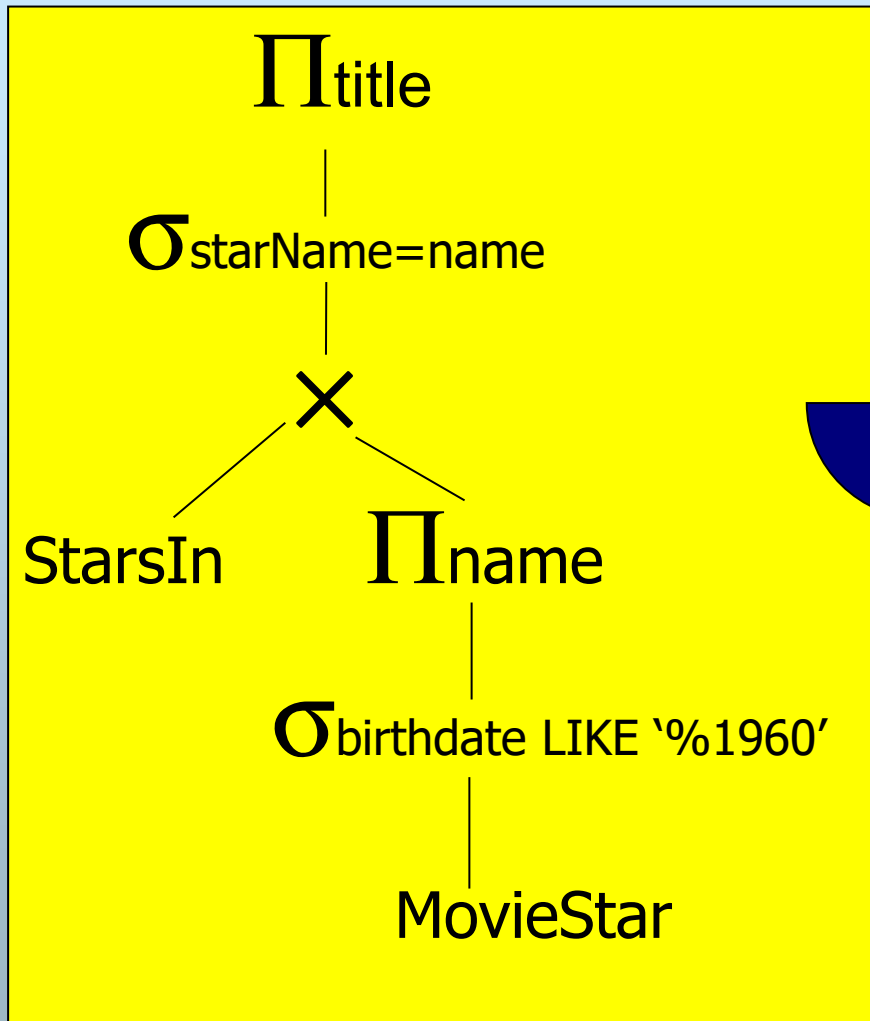 Πtitle
σstarName=name
×
StarsIn Πname
σbirthdate LIKE ‘%1960’
MovieStar